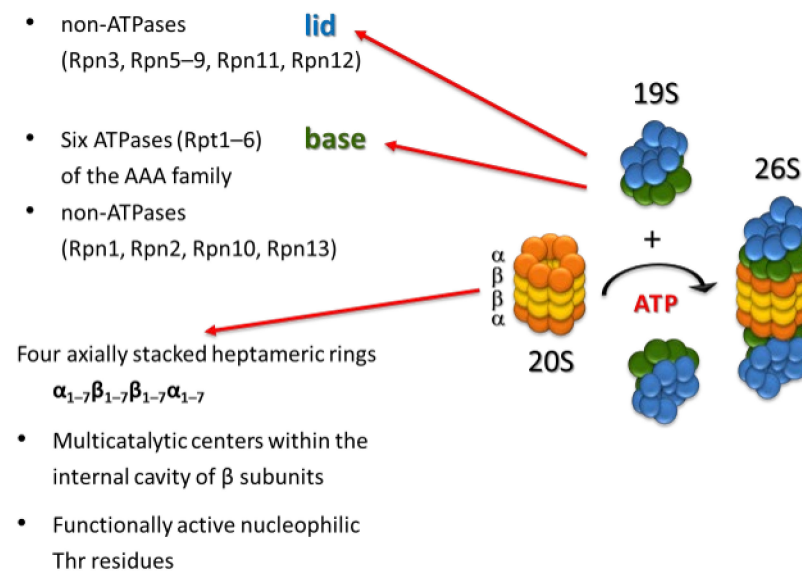 • non-ATPases lid
(Rpn3, Rpn5–9, Rpn11, Rpn12)
• Six ATPases (Rpt1–6) base
of the AAA family
• non-ATPases
(Rpn1, Rpn2, Rpn10, Rpn13)
19S
26S
+
α
β
β
α
ATP
20S
Four axially stacked heptameric rings
α₁₋₇β₁₋₇β₁₋₇α₁₋₇
• Multicatalytic centers within the
internal cavity of β subunits
• Functionally active nucleophilic
Thr residues